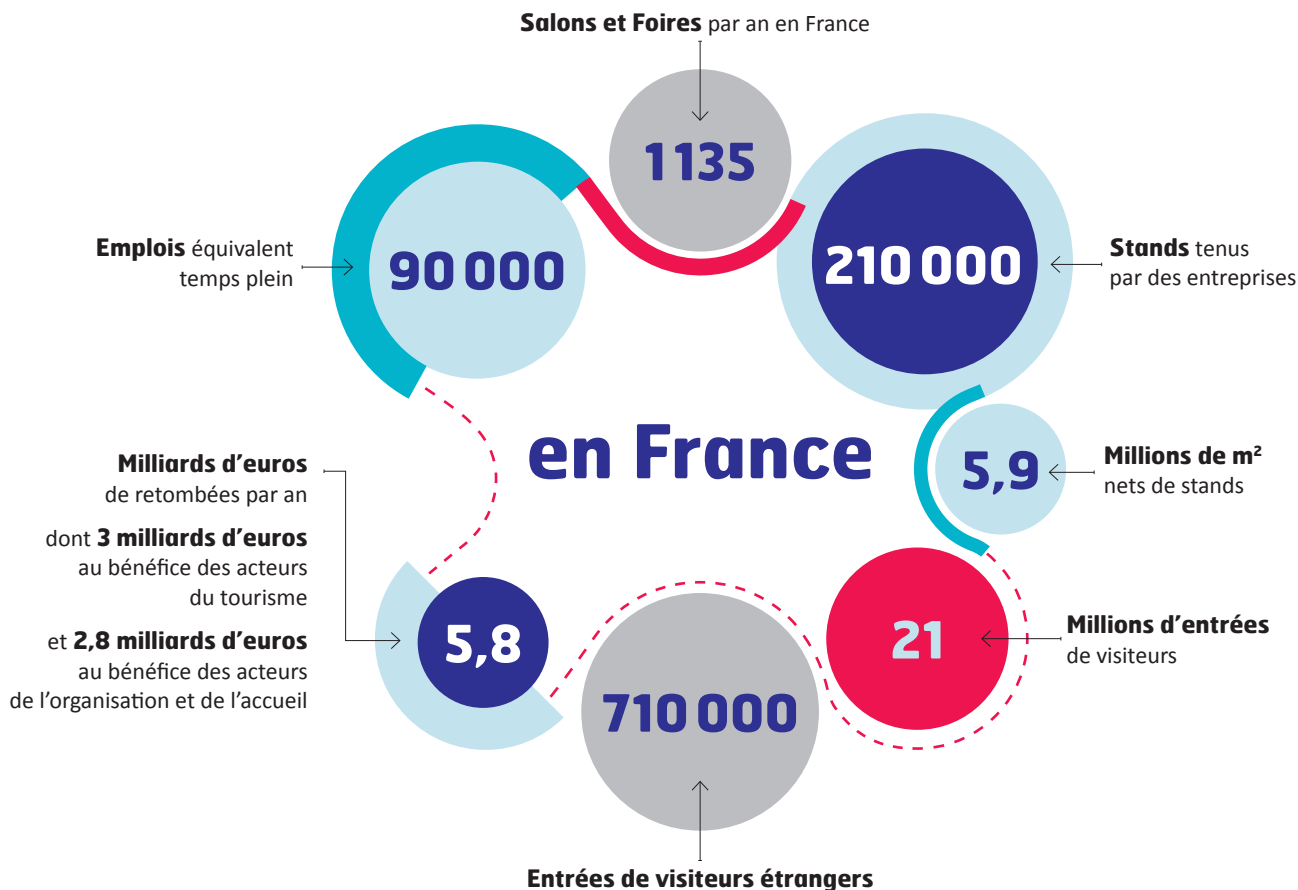 Salons et Foires par an en France
1 135
90 000
Emplois équivalent
temps plein
210 000
Stands tenus
par des entreprises
en France
5,9
Millions de m²
nets de stands
Milliards d'euros
de retombées par an
dont 3 milliards d'euros
au bénéfice des acteurs
du tourisme
et 2,8 milliards d'euros
au bénéfice des acteurs
de l'organisation et de l'accueil
5,8
21
Millions d'entrées
de visiteurs
710 000
Entrées de visiteurs étrangers